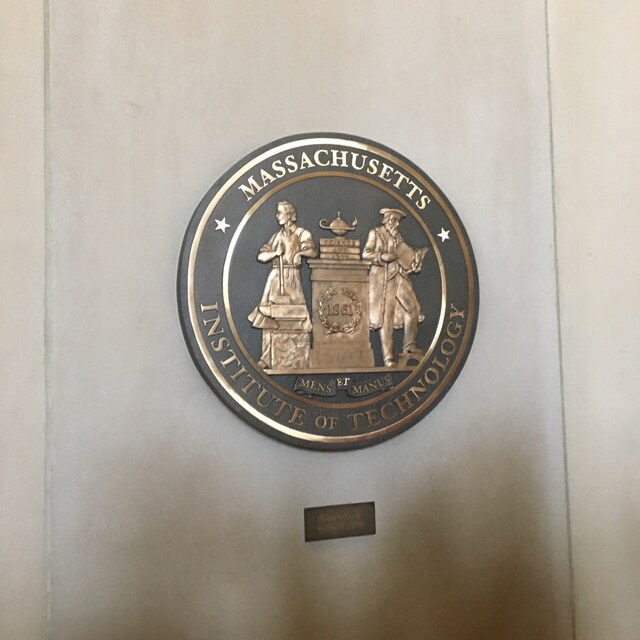 MASSACHUSETTS
INSTITUTE OF TECHNOLOGY
1861
MENS ET MANUS